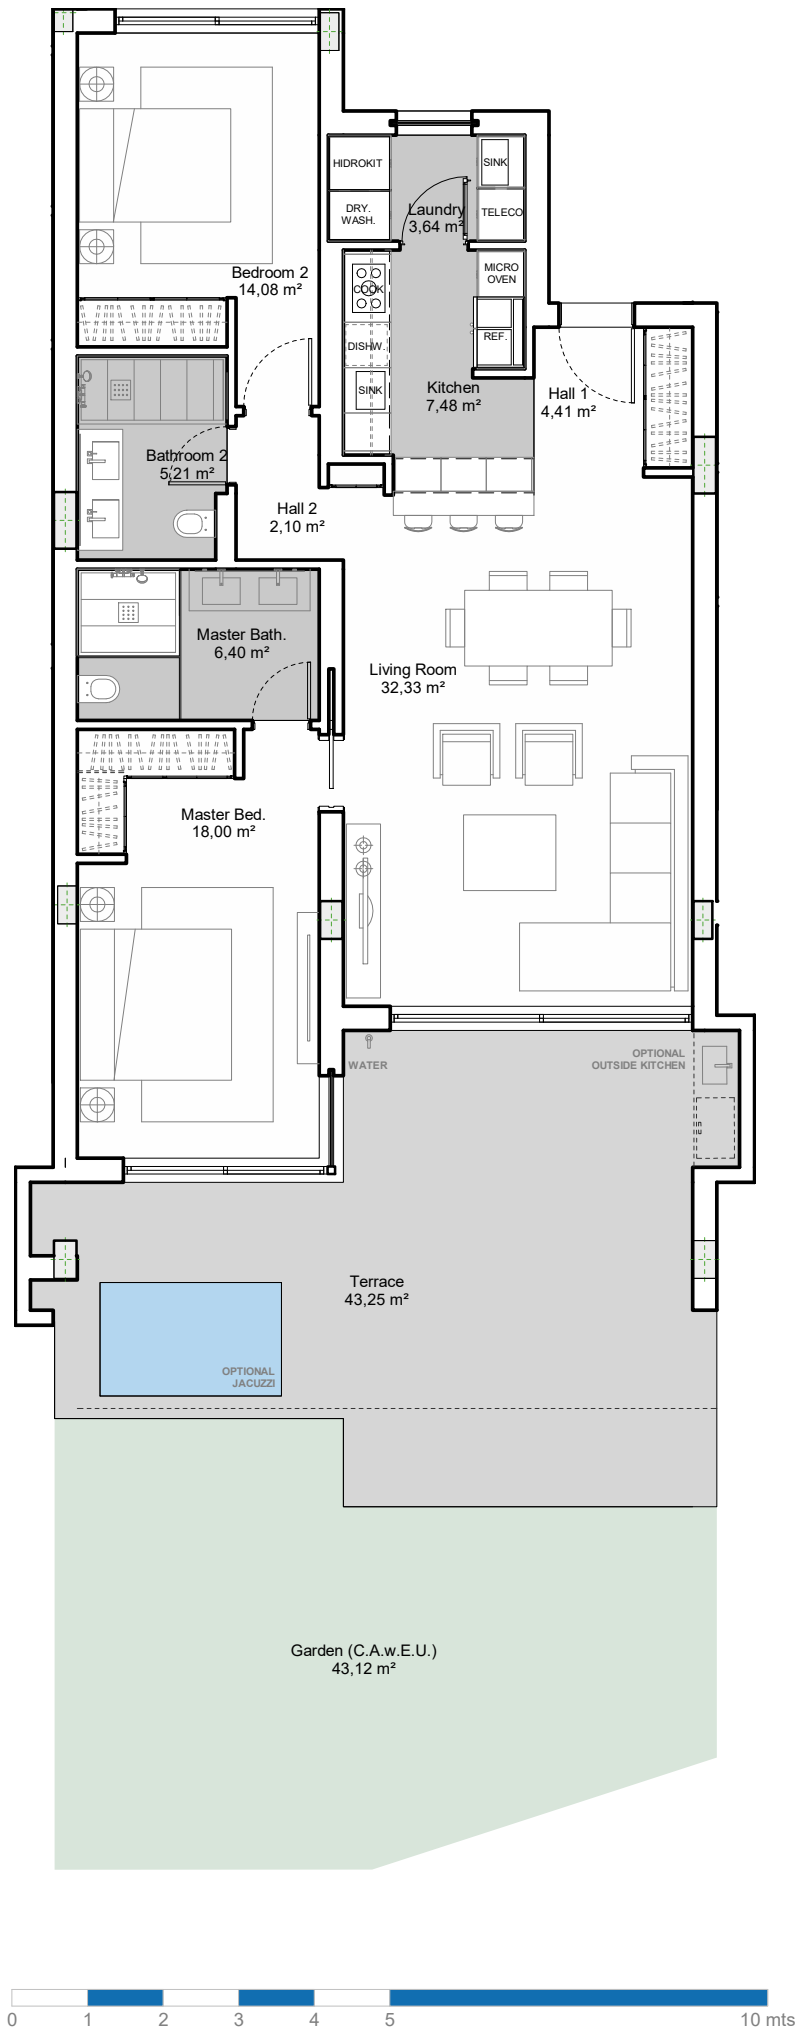 HIDROKIT
SINK
DRY.
WASH.
Laundry
3,64 m²
TELECO
Bedroom 2
14,08 m²
COOK
MICRO
OVEN
DISHW.
REF.
SINK
Kitchen
7,48 m²
Hall 1
4,41 m²
Bathroom 2
5,21 m²
Hall 2
2,10 m²
Master Bath.
6,40 m²
Living Room
32,33 m²
Master Bed.
18,00 m²
WATER
OPTIONAL
OUTSIDE KITCHEN
Terrace
43,25 m²
OPTIONAL
JACUZZI
Garden (C.A.w.E.U.)
43,12 m²
0 1 2 3 4 5 10 mts